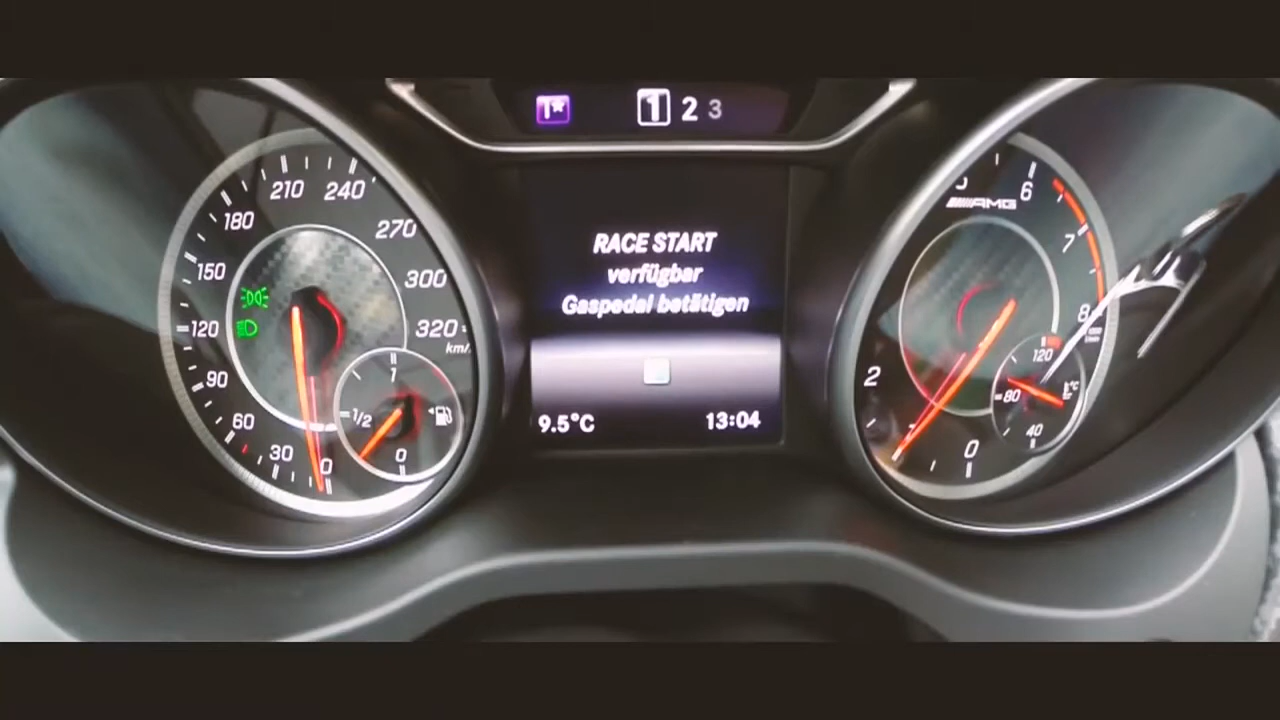 1 2 3
210 240
180 270
150 300
120 320
km/
90
60
30
0
1
1/2
0
RACE START
verfügbar
Gaspedal betätigen
9.5°C 13:04
6
AMG
7
8
2
0
120
80
40
°C